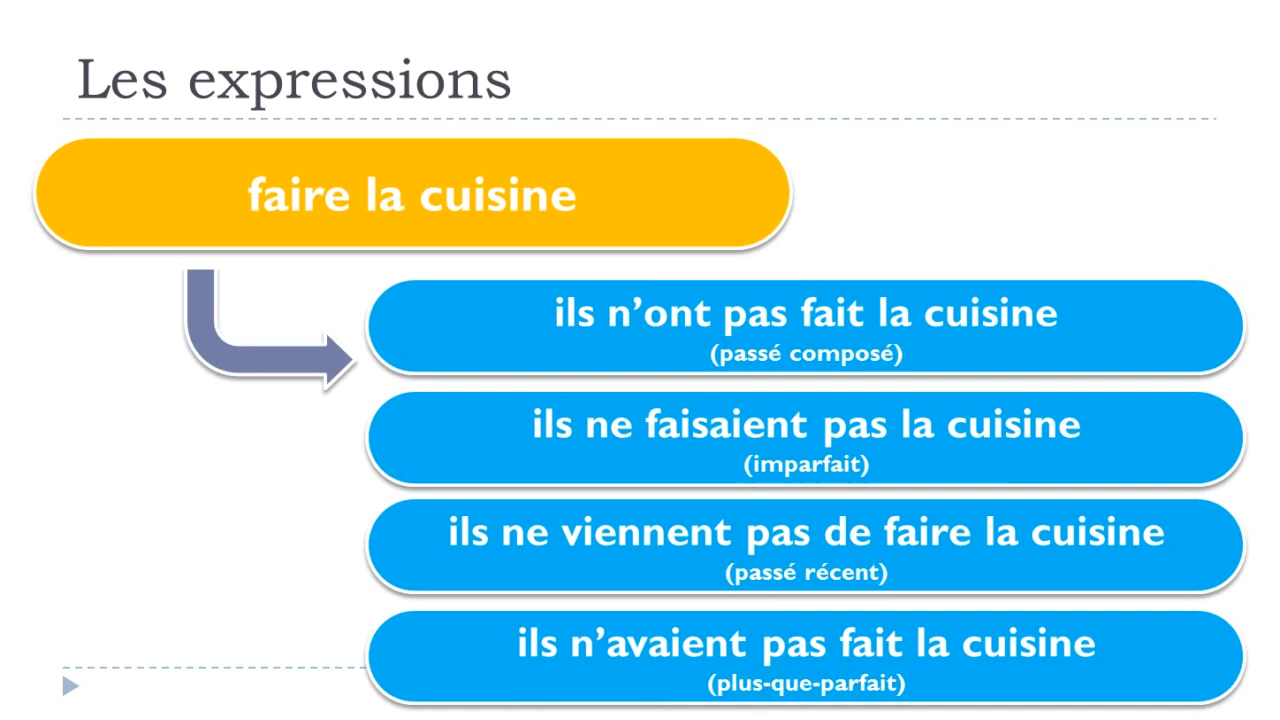 Les expressions
faire la cuisine
ils n’ont pas fait la cuisine
(passé composé)
ils ne faisaient pas la cuisine
(imparfait)
ils ne viennent pas de faire la cuisine
(passé récent)
ils n’avaient pas fait la cuisine
(plus-que-parfait)